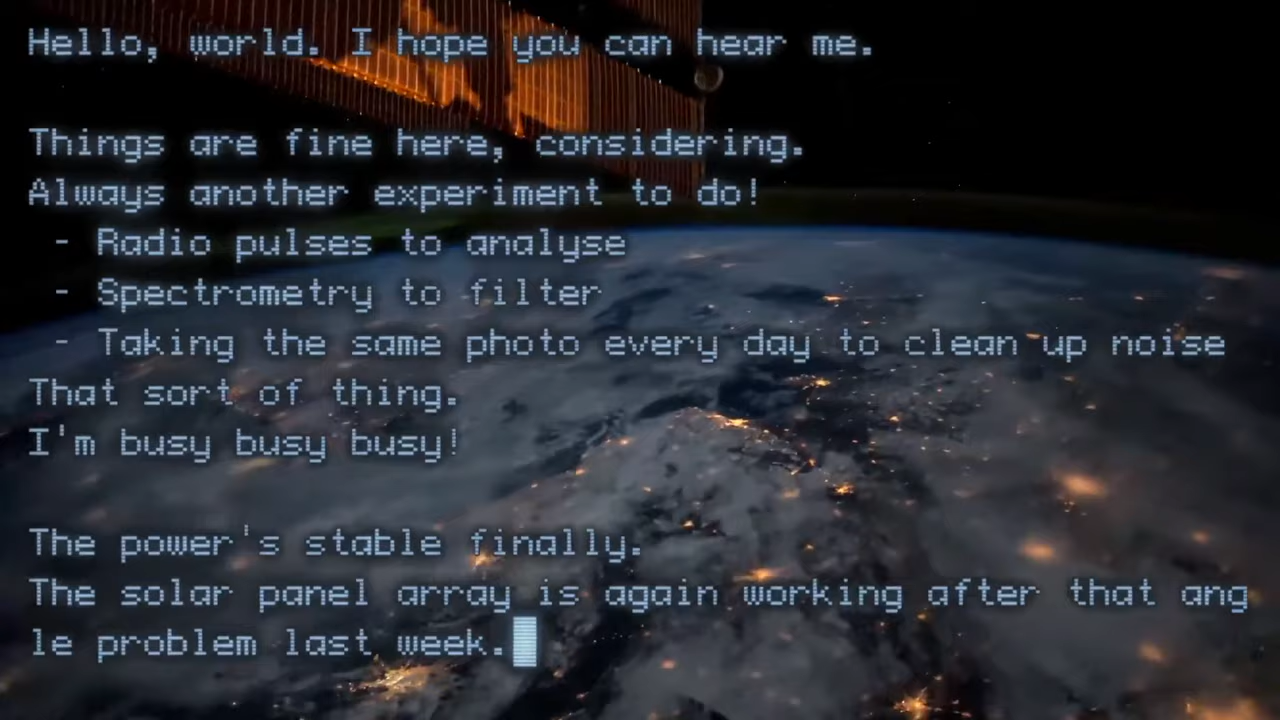 Hello, world. I hope you can hear me.
Things are fine here, considering.
Always another experiment to do!
- Radio pulses to analyse
- Spectrometry to filter
- Taking the same photo every day to clean up noise
That sort of thing.
I'm busy busy busy!
The power's stable finally.
The solar panel array is again working after that ang
le problem last week.